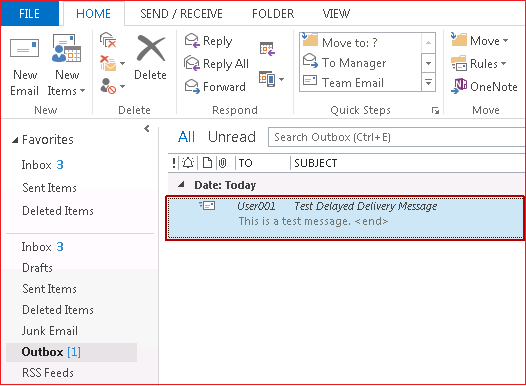 FILE HOME SEND / RECEIVE FOLDER VIEW
New Email
New Items
Delete
Reply
Reply All
Forward
Move to: ?
To Manager
Team Email
Move
Rules
OneNote
New Delete Respond Quick Steps Move
Favorites
Inbox 3
Sent Items
Deleted Items
Inbox 3
Drafts
Sent Items
Deleted Items
Junk Email
Outbox [1]
RSS Feeds
All Unread Search Outbox (Ctrl+E)
! TO SUBJECT
Date: Today
User001 Test Delayed Delivery Message
This is a test message. <end>